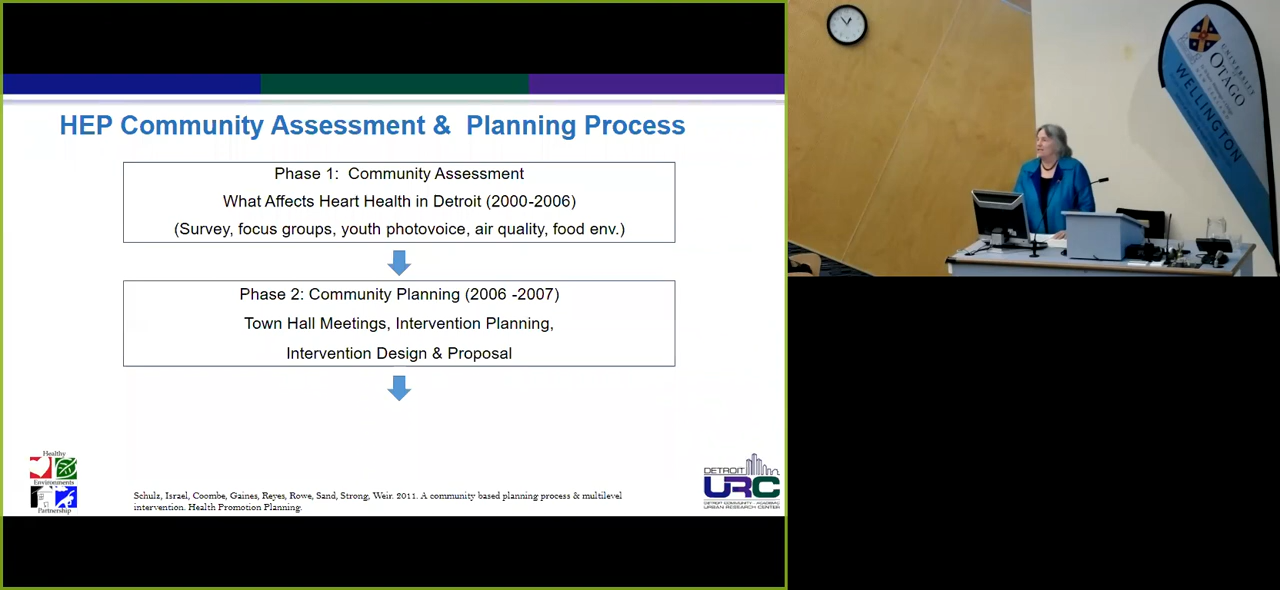 HEP Community Assessment &  Planning Process
Phase 1:  Community Assessment
What Affects Heart Health in Detroit (2000-2006)
(Survey, focus groups, youth photovoice, air quality, food env.)
Phase 2: Community Planning (2006 -2007)
Town Hall Meetings, Intervention Planning,
Intervention Design & Proposal
Healthy
Environments
Partnership
Schulz, Israel, Coombe, Gaines, Reyes, Rowe, Sand, Strong, Weir. 2011. A community based planning process & multilevel
intervention. Health Promotion Planning.
DETROIT
URC
DETROIT COMMUNITY - ACADEMIC
URBAN RESEARCH CENTER
UNIVERSITY
OF
OTAGO
WELLINGTON